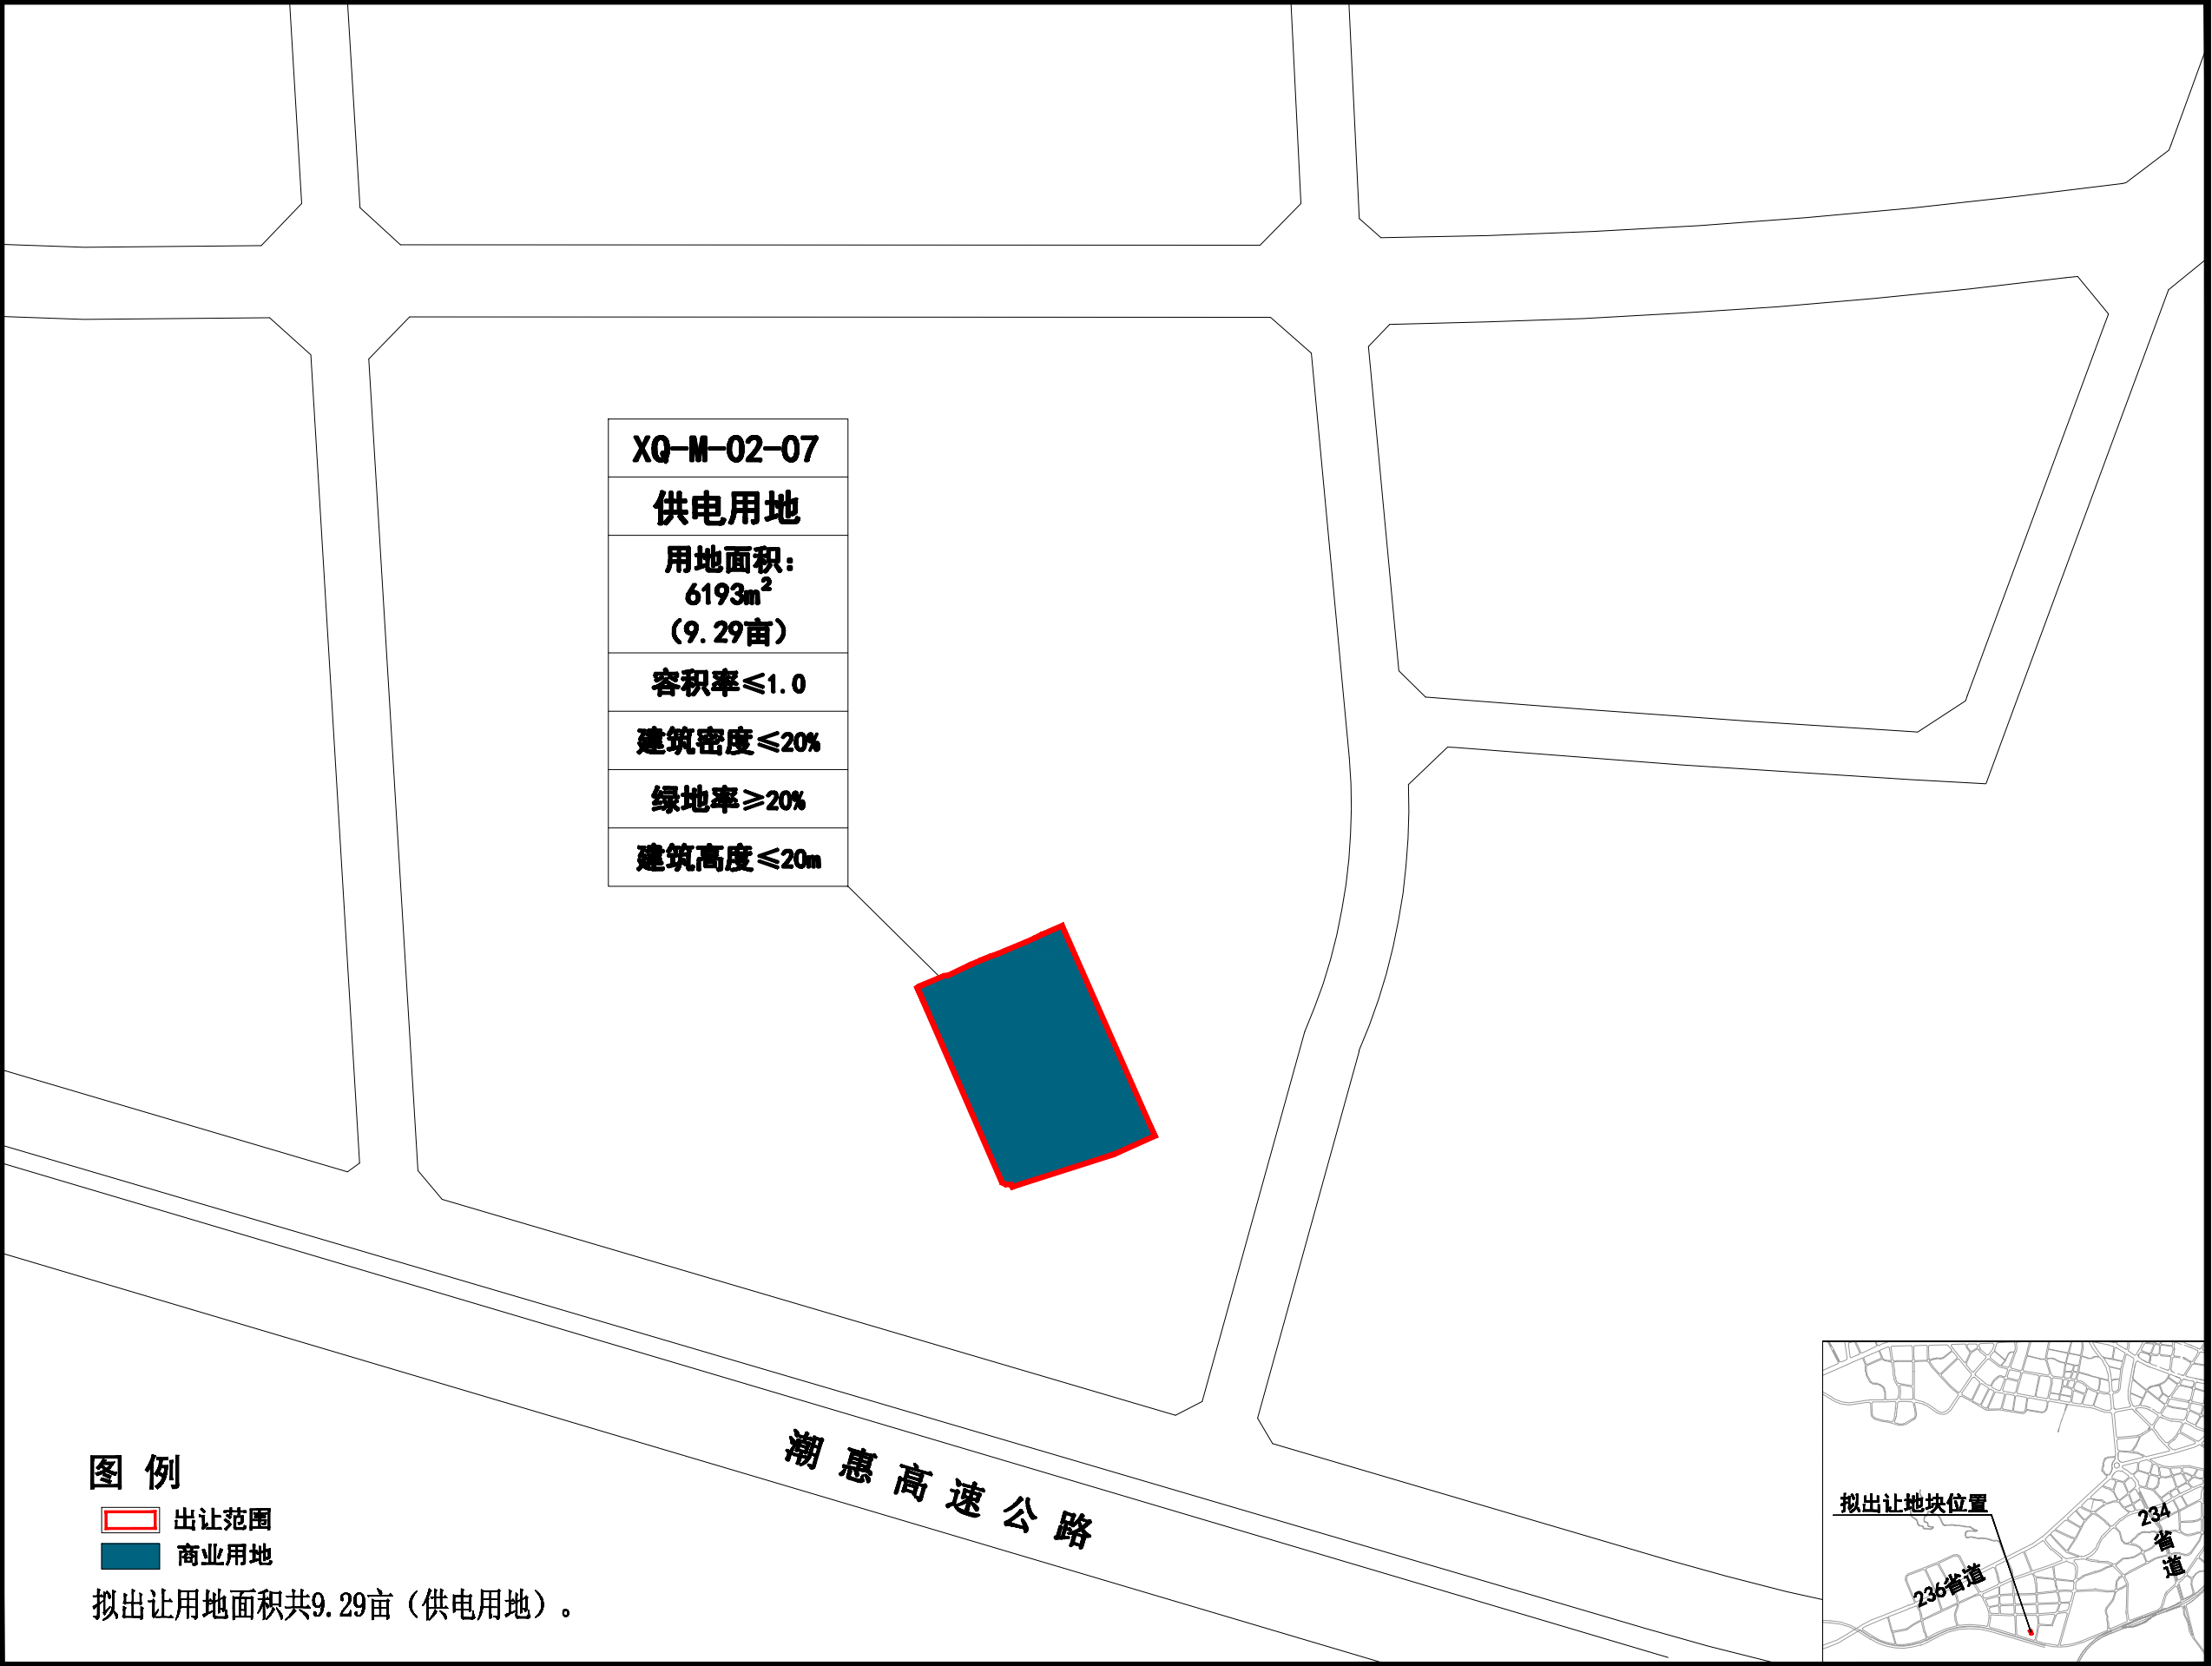 XQ-M-02-07
供电用地
用地面积:
6193m²
(9.29亩)
容积率≤1.0
建筑密度≤20%
绿地率≥20%
建筑高度≤20m
潮惠高速公路
图例
出让范围
商业用地
拟出让用地面积共9.29亩（供电用地）。
拟出让地块位置
234省道
236省道